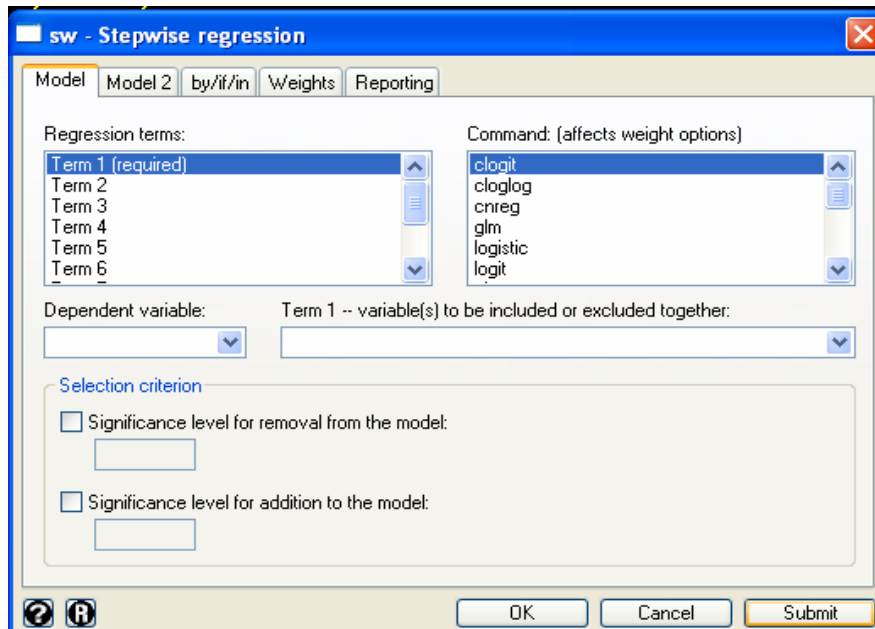 sw - Stepwise regression
Model Model 2 by/if/in Weights Reporting
Regression terms:
Term 1 (required)
Term 2
Term 3
Term 4
Term 5
Term 6
Command: (affects weight options)
clogit
cloglog
cnreg
glm
logistic
logit
Dependent variable:
Term 1 -- variable(s) to be included or excluded together:
Selection criterion
Significance level for removal from the model:
Significance level for addition to the model:
? R OK Cancel Submit